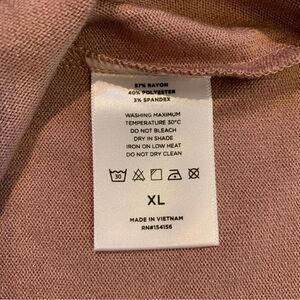 57% RAYON
40% POLYESTER
3% SPANDEX
WASHING MAXIMUM
TEMPERATURE 30°C
DO NOT BLEACH
DRY IN SHADE
IRON ON LOW HEAT
DO NOT DRY CLEAN
30
XL
MADE IN VIETNAM
RN#154156